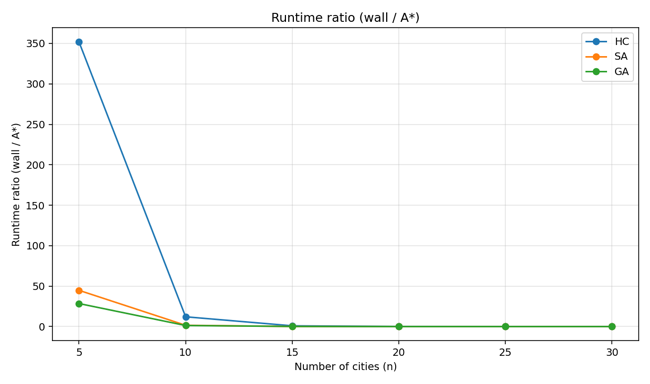 Runtime ratio (wall / A*)
HC
SA
GA
350
300
250
200
150
100
50
0
Runtime ratio (wall / A*)
5 10 15 20 25 30
Number of cities (n)